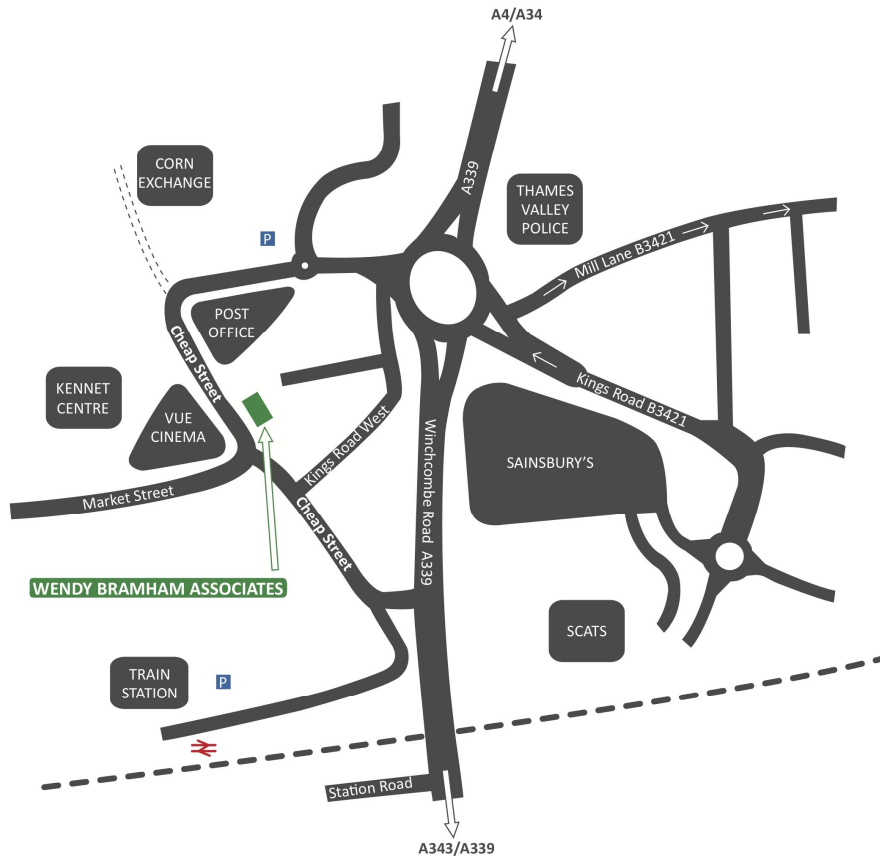 A4/A34
CORN
EXCHANGE
A339
THAMES
VALLEY
POLICE
P
Mill Lane B3421
POST
OFFICE
Cheap Street
KENNET
CENTRE
VUE
CINEMA
Kings Road B3421
Kings Road West
Winchcombe Road A339
SAINSBURY'S
Market Street
Cheap Street
WENDY BRAMHAM ASSOCIATES
SCATS
TRAIN
STATION
P
Station Road
A343/A339